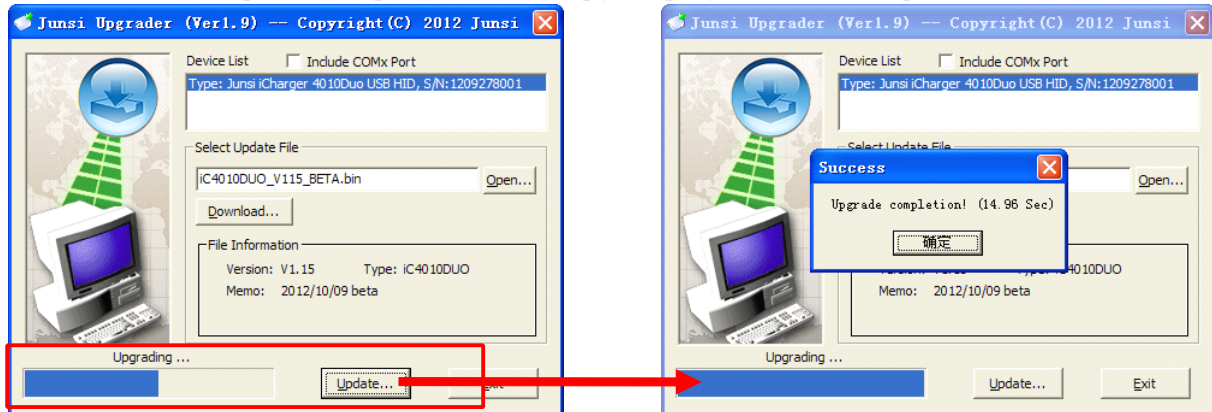 Junsi Upgrader (Ver1.9) -- Copyright(C) 2012 Junsi
Device List
Include COMx Port
Type: Junsi iCharger 4010Duo USB HID, S/N:1209278001
Select Update File
iC4010DUO_V115_BETA.bin
Open...
Download...
File Information
Version: V1.15 Type: iC4010DUO
Memo: 2012/10/09 beta
Upgrading ...
Update...
Junsi Upgrader (Ver1.9) -- Copyright(C) 2012 Junsi
Device List
Include COMx Port
Type: Junsi iCharger 4010Duo USB HID, S/N:1209278001
Select Update File
Success
Upgrade completion! (14.96 Sec)
确定
Open...
Memo: 2012/10/09 beta
Upgrading ...
Update...
Exit